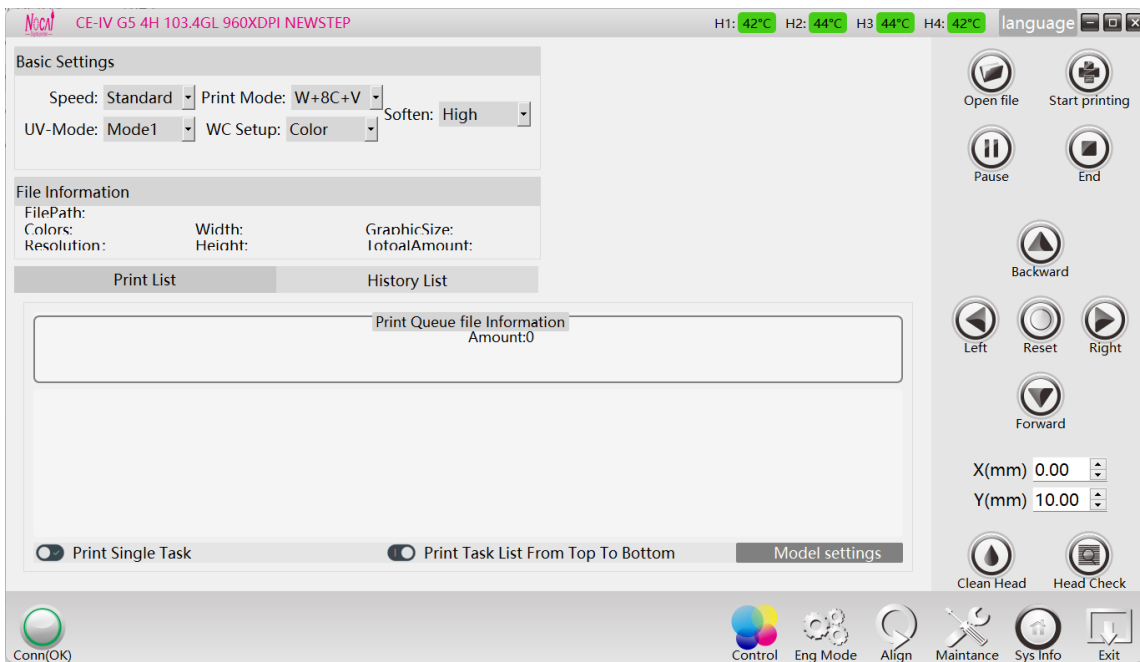 Nocai CE-IV G5 4H 103.4GL 960XDPI NEWSTEP H1: 42°C H2: 44°C H3 44°C H4: 42°C language
Basic Settings
Speed: Standard Print Mode: W+8C+V
Soften: High
UV-Mode: Mode1 WC Setup: Color
File Information
FilePath:
Colors: Width: GraphicSize:
Resolution: Height: TotoalAmount:
Print List History List
Print Queue file Information
Amount:0
Print Single Task Print Task List From Top To Bottom Model settings
Open file Start printing
Pause End
Backward
Left Reset Right
Forward
X(mm) 0.00
Y(mm) 10.00
Clean Head Head Check
Conn(OK) Control Eng Mode Align Maintance Sys Info Exit